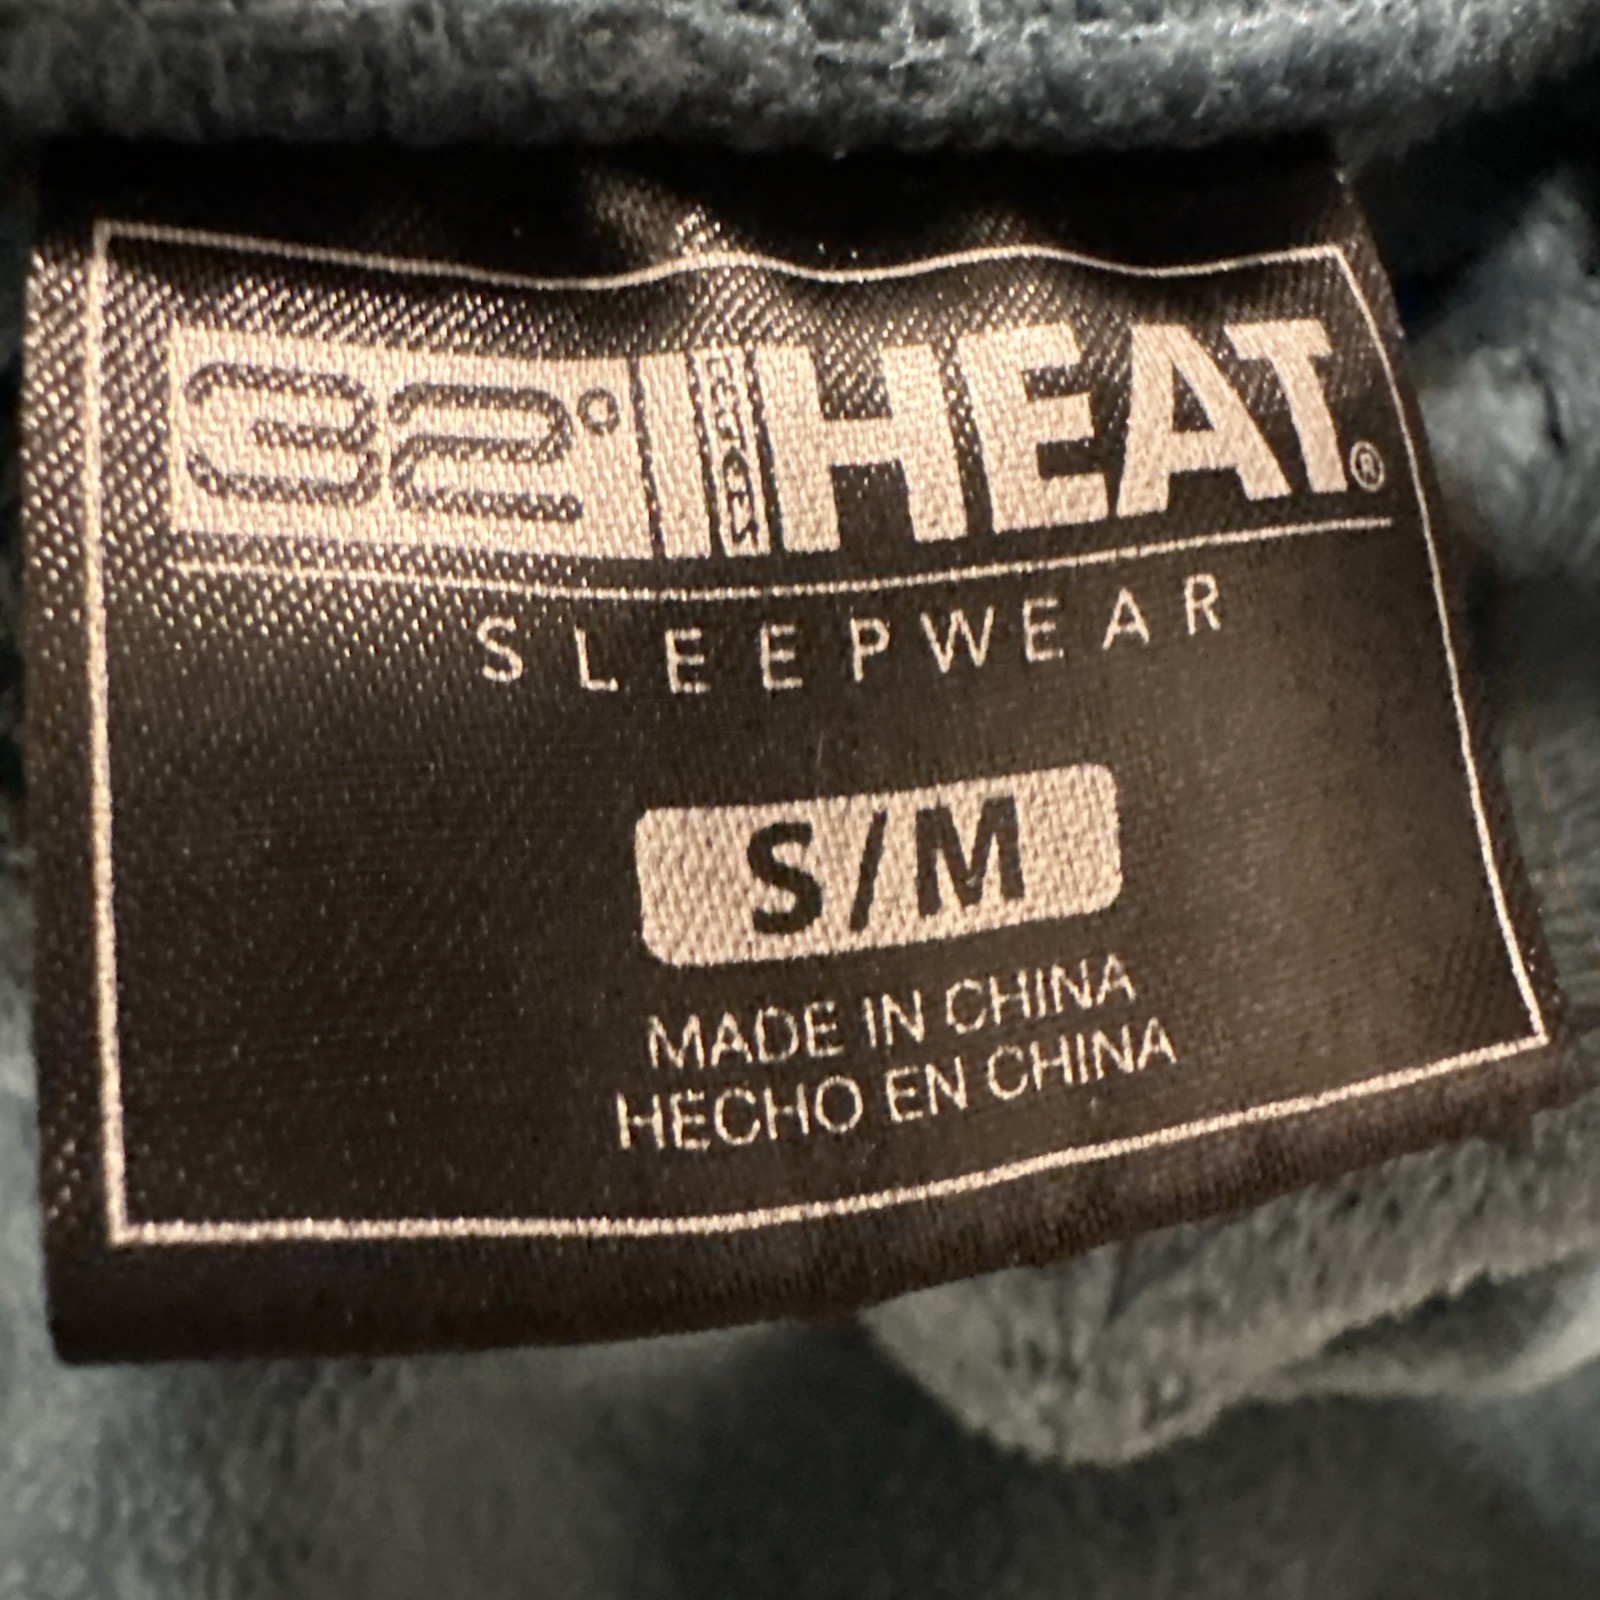 32° HEAT®
SLEEPWEAR
S/M
MADE IN CHINA
HECHO EN CHINA